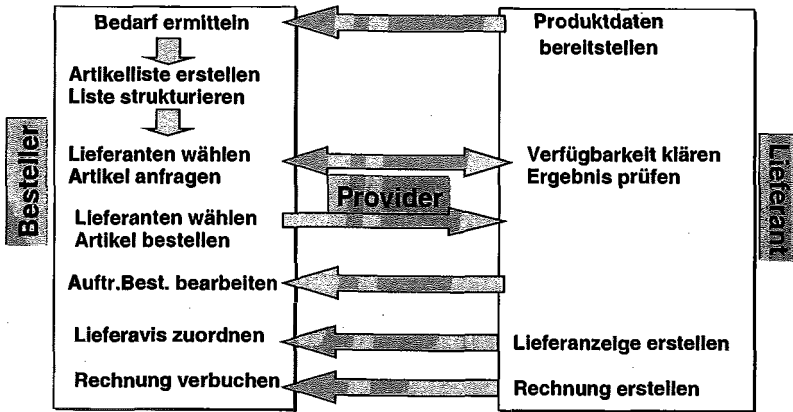 Bedarf ermitteln
Artikelliste erstellen
Liste strukturieren
Lieferanten wählen
Artikel anfragen
Lieferanten wählen
Artikel bestellen
Auftr.Best. bearbeiten
Lieferavis zuordnen
Rechnung verbuchen
Besteller
Provider
Produktdaten
bereitstellen
Verfügbarkeit klären
Ergebnis prüfen
Lieferanzeige erstellen
Rechnung erstellen
Lieferant